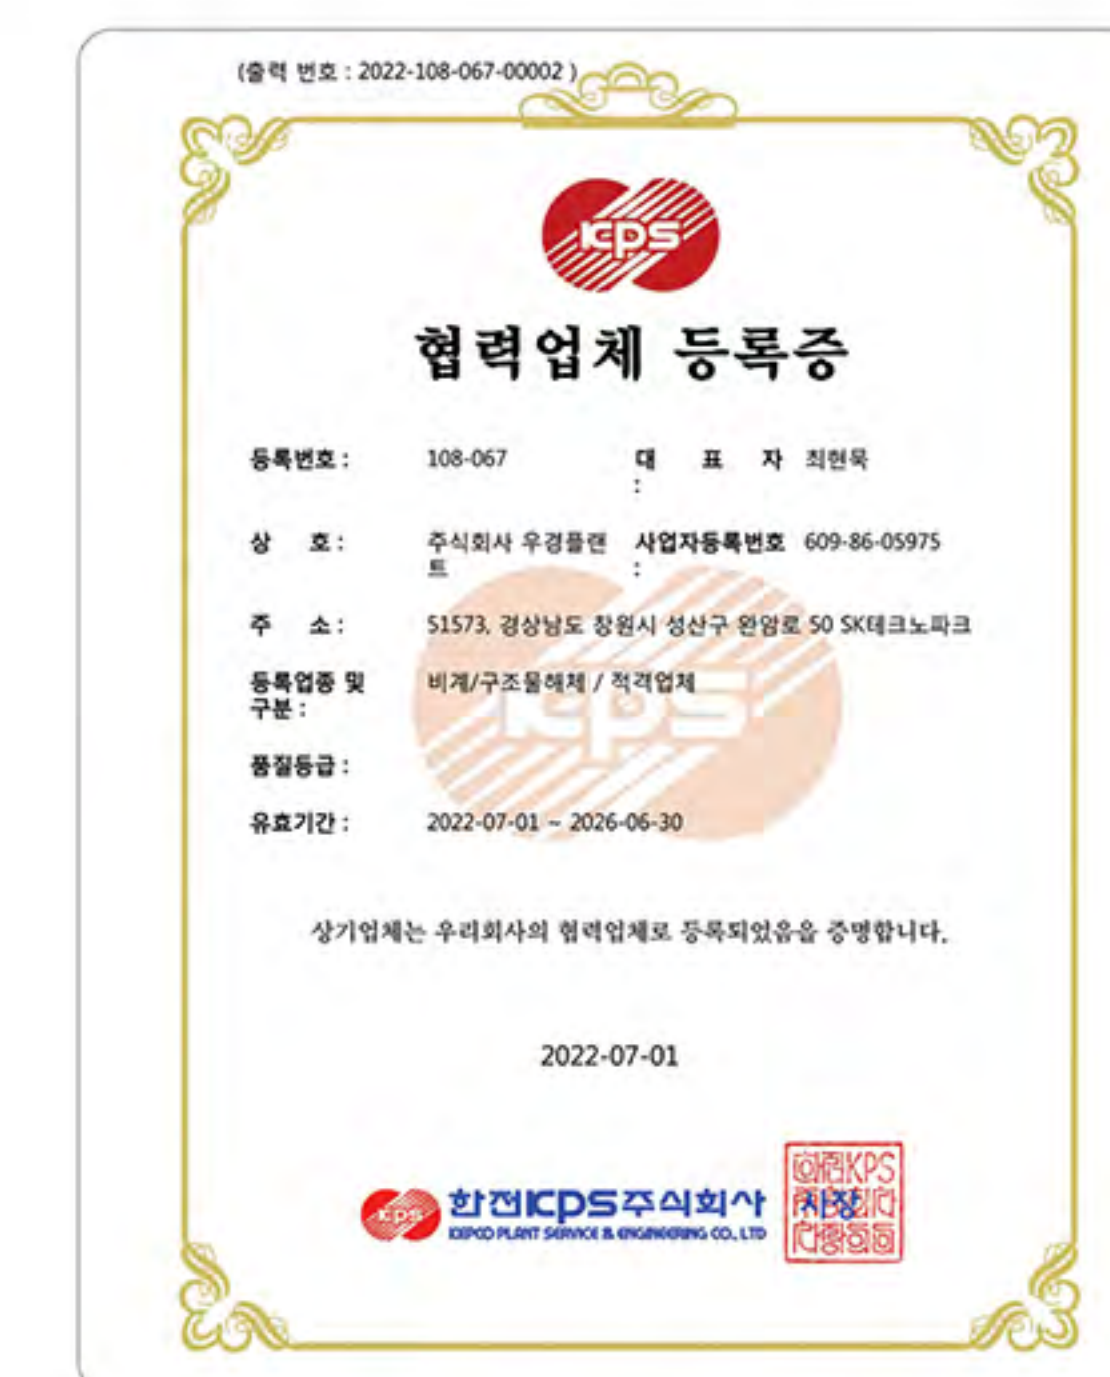 (출력 번호 : 2022-108-067-00002 )
KPS
협력업체 등록증
등록번호 : 108-067 대 표 자 : 최현묵
상 호 : 주식회사 우경플랜트 사업자등록번호 : 609-86-05975
주 소 : 51573, 경상남도 창원시 성산구 완암로 50 SK테크노파크
등록업종 및 구분 : 비계/구조물해체 / 적격업체
품질등급 :
유효기간 : 2022-07-01 ~ 2026-06-30
상기업체는 우리회사의 협력업체로 등록되었음을 증명합니다.
2022-07-01
KPS 한전KPS주식회사 사장
KEPCO PLANT SERVICE & ENGINEERING CO., LTD